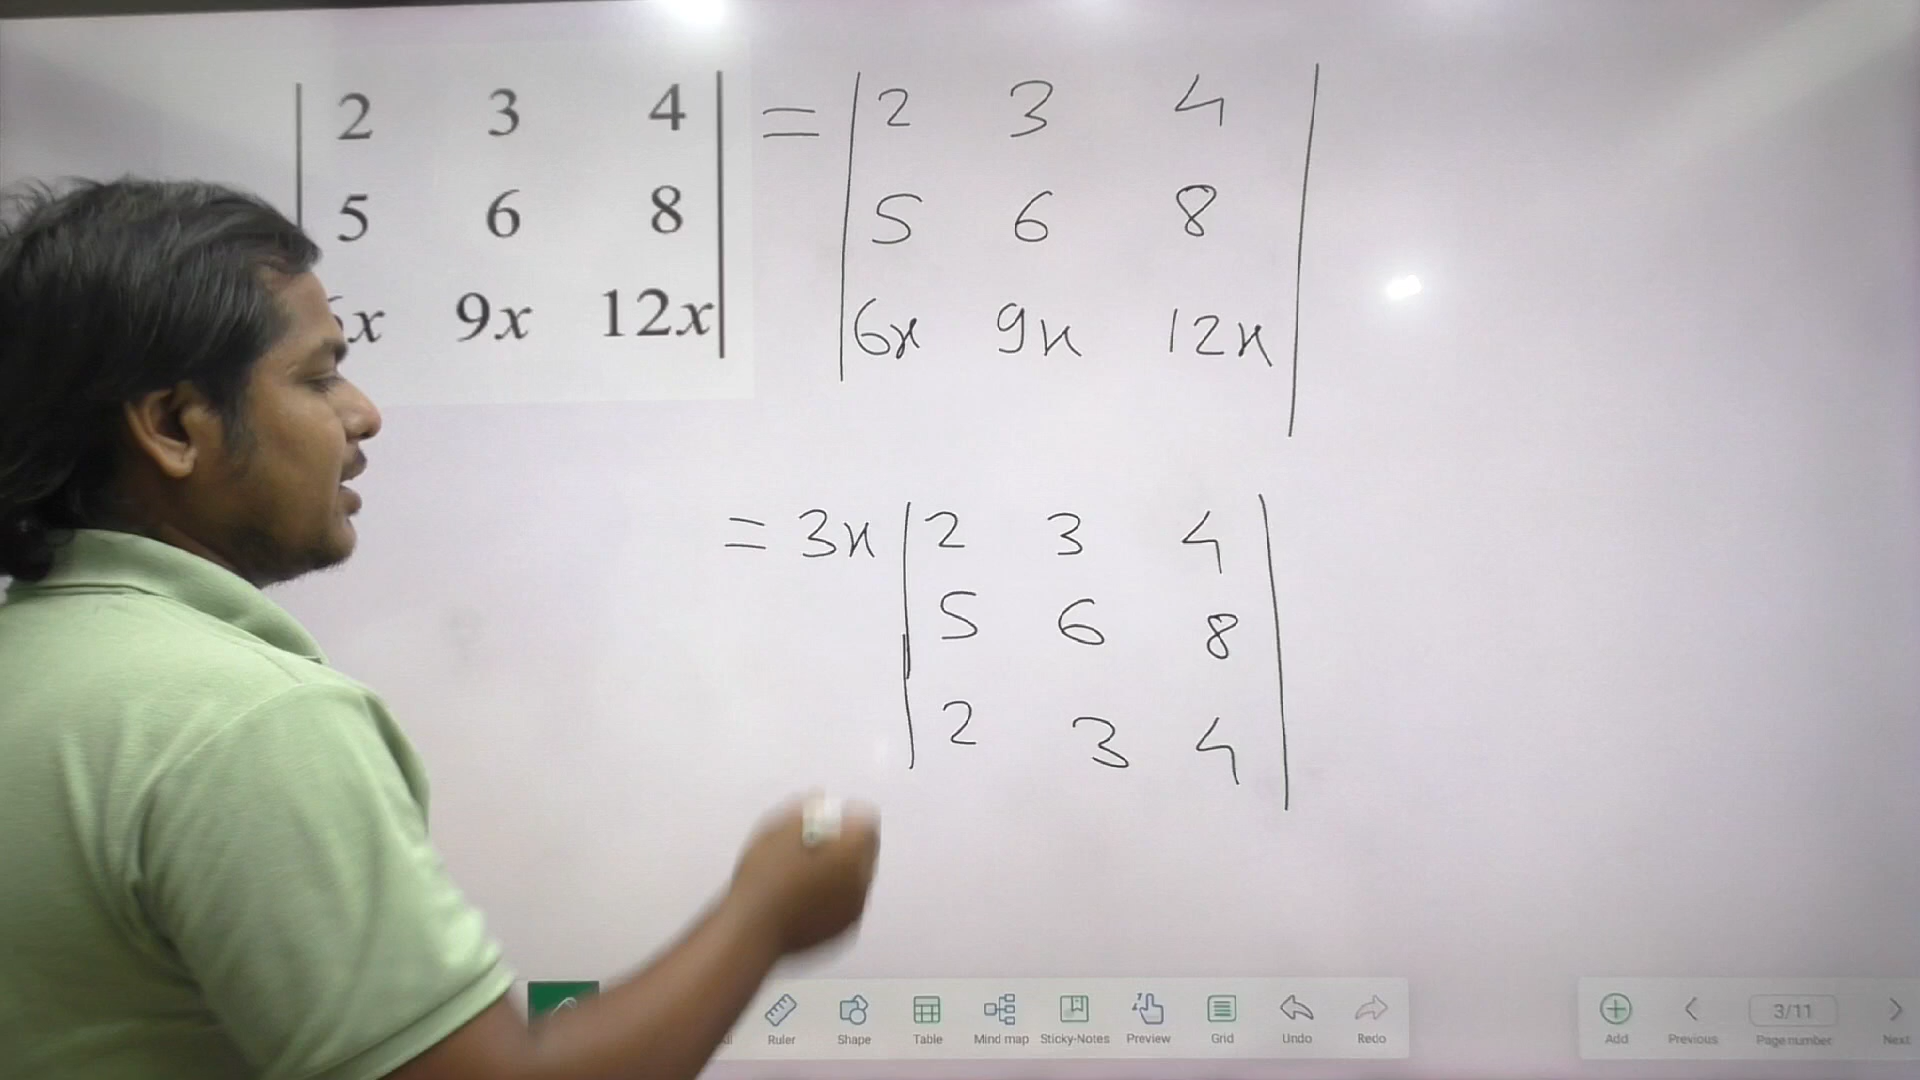 2 3 4
5 6 8
x 9x 12x
= 2 3 4
5 6 8
6x 9x 12x
= 3x 2 3 4
5 6 8
2 3 4
Ruler Shape Table Mind map Sticky-Notes Preview Grid Undo Redo
3/11
Add Previous Page number Next